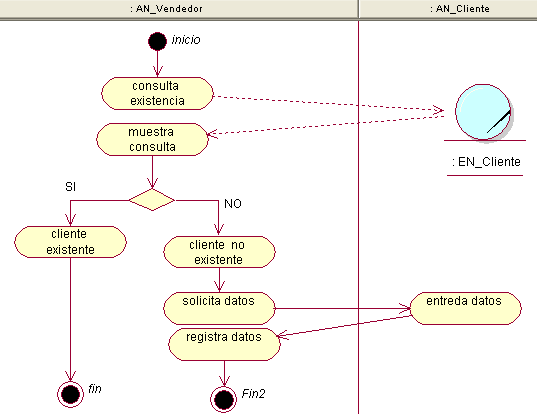 : AN_Vendedor
: AN_Cliente
inicio
consulta
existencia
muestra
consulta
: EN_Cliente
SI
NO
cliente
existente
cliente no
existente
solicita datos
entreda datos
registra datos
fin
Fin2